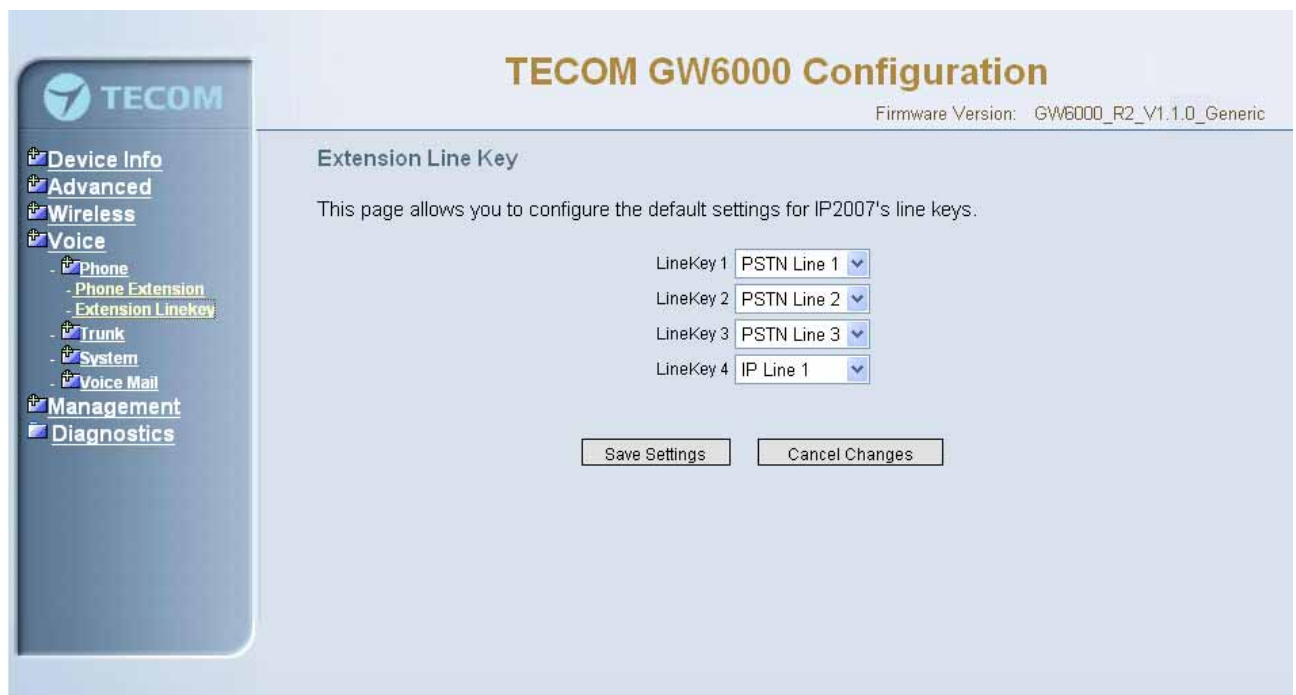 TECOM
TECOM GW6000 Configuration
Firmware Version: GW6000_R2_V1.1.0_Generic
Device Info
Advanced
Wireless
Voice
- Phone
- Phone Extension
- Extension Linekey
- Trunk
- System
- Voice Mail
Management
Diagnostics
Extension Line Key
This page allows you to configure the default settings for IP2007's line keys.
LineKey 1 PSTN Line 1
LineKey 2 PSTN Line 2
LineKey 3 PSTN Line 3
LineKey 4 IP Line 1
Save Settings Cancel Changes